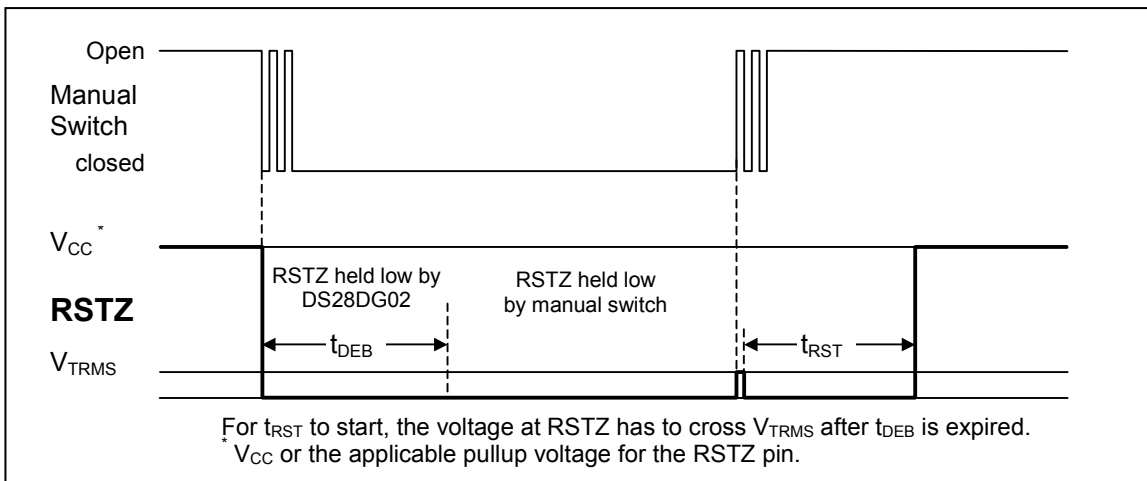 Open
Manual
Switch
closed
VCC *
RSTZ held low by
DS28DG02
RSTZ held low
by manual switch
RSTZ
tDEB
tRST
VTRMS
For tRST to start, the voltage at RSTZ has to cross VTRMS after tDEB is expired.
* VCC or the applicable pullup voltage for the RSTZ pin.